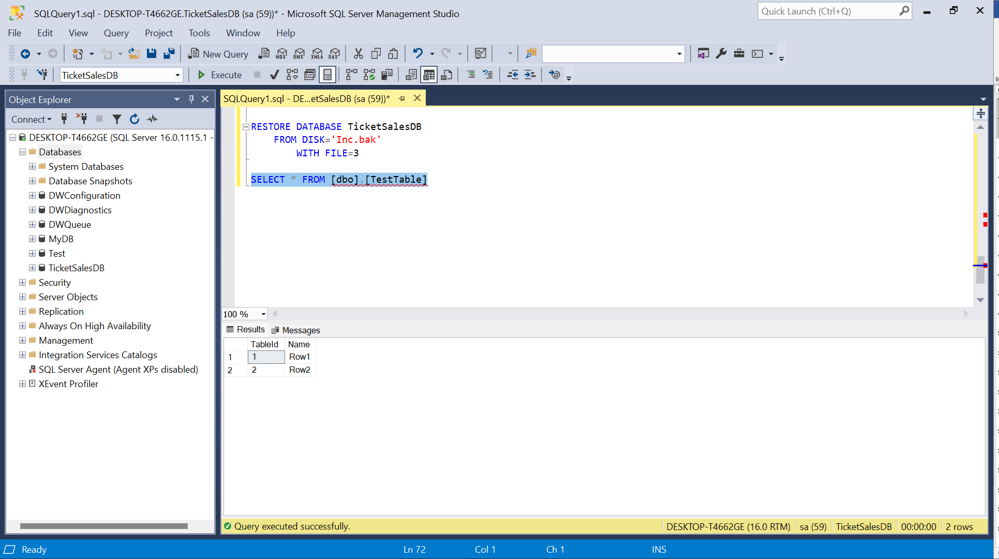 SQLQuery1.sql - DESKTOP-T4662GE.TicketSalesDB (sa (59))* - Microsoft SQL Server Management Studio
Quick Launch (Ctrl+Q)
File Edit View Query Project Tools Window Help
New Query MDX DMX XMLA DAX
TicketSalesDB Execute
Object Explorer
SQLQuery1.sql - DE...etSalesDB (sa (59))*
Connect
DESKTOP-T4662GE (SQL Server 16.0.1115.1 -
Databases
System Databases
Database Snapshots
DWConfiguration
DWDiagnostics
DWQueue
MyDB
Test
TicketSalesDB
Security
Server Objects
Replication
Always On High Availability
Management
Integration Services Catalogs
SQL Server Agent (Agent XPs disabled)
XEvent Profiler
RESTORE DATABASE TicketSalesDB
FROM DISK='Inc.bak'
WITH FILE=3
SELECT * FROM [dbo].[TestTable]
100 %
Results Messages
TableId Name
1 1 Row1
2 2 Row2
Query executed successfully. DESKTOP-T4662GE (16.0 RTM) sa (59) TicketSalesDB 00:00:00 2 rows
Ready Ln 72 Col 1 Ch 1 INS